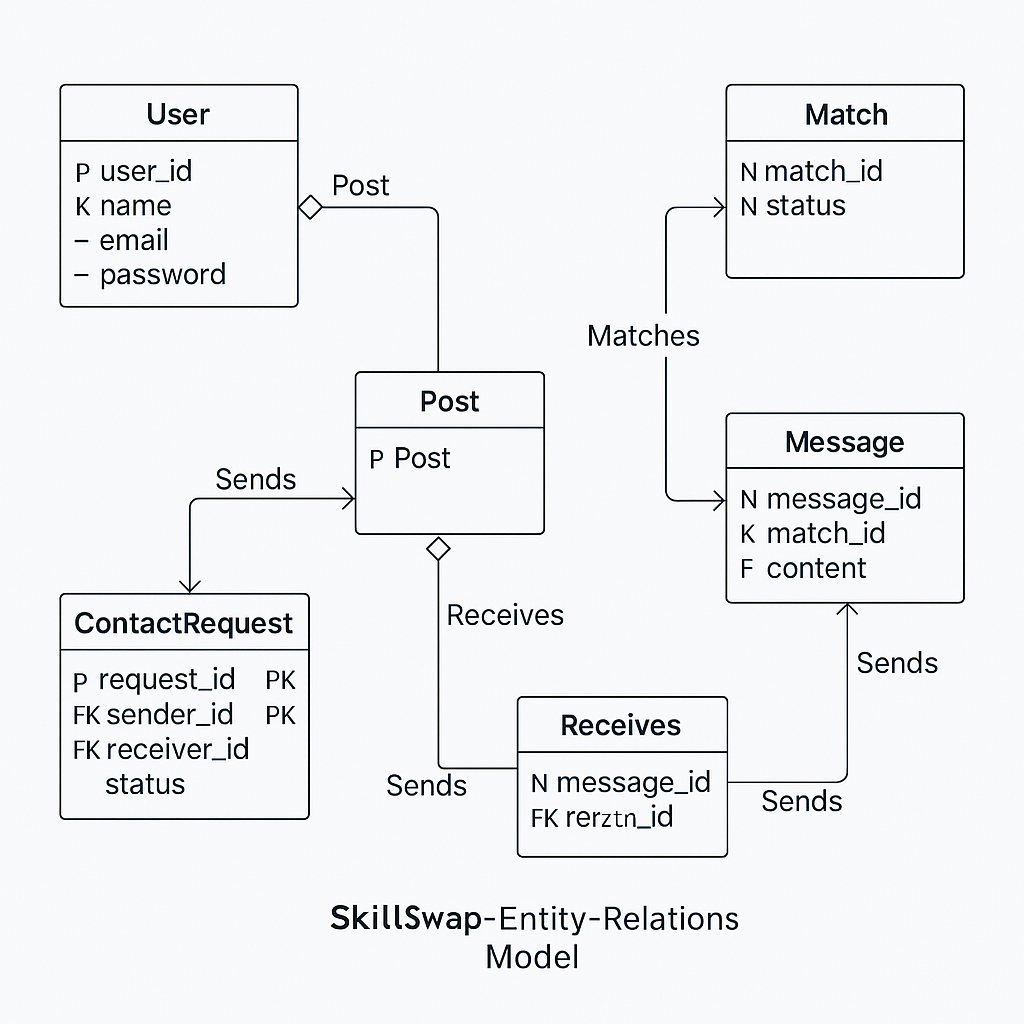 User
P user_id
K name
– email
– password
Post
Match
N match_id
N status
Matches
Post
P Post
Sends
Message
N message_id
K match_id
F content
ContactRequest
P request_id PK
FK sender_id PK
FK receiver_id
status
Receives
Sends
Receives
N message_id
FK rerztn_id
Sends
Sends
SkillSwap-Entity-Relations
Model